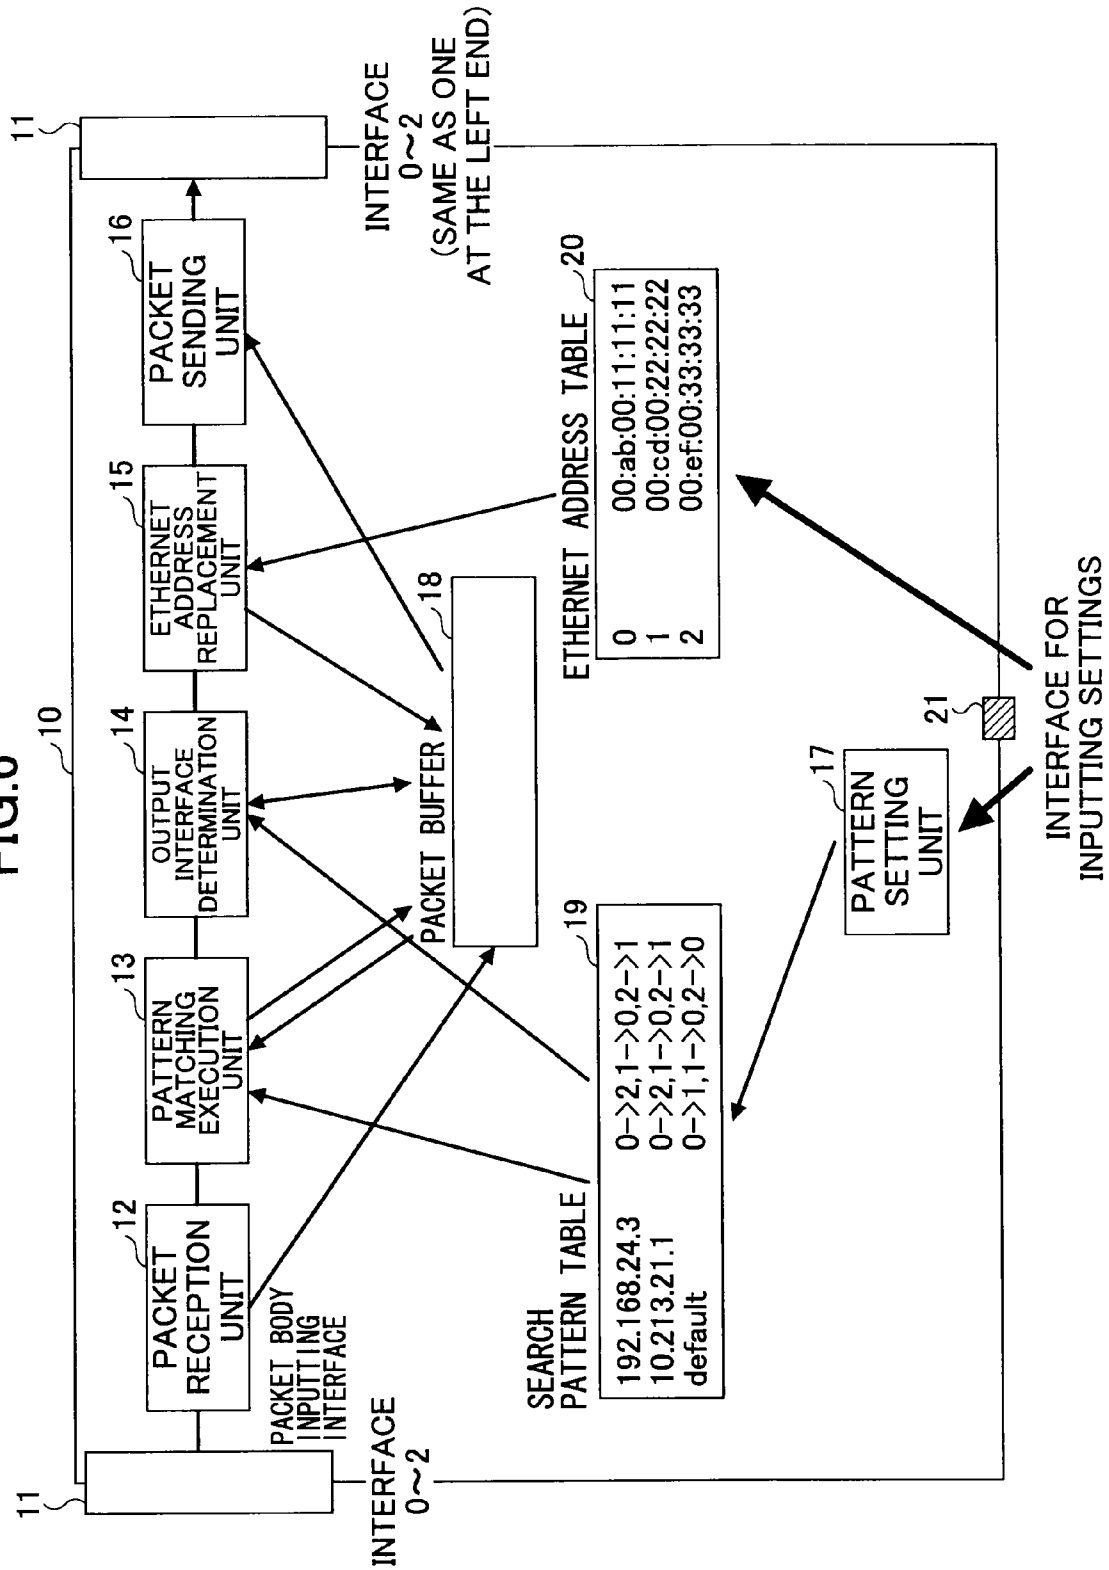 FIG.6
10
11
12
PACKET
RECEPTION
UNIT
13
PATTERN
MATCHING
EXECUTION
UNIT
14
OUTPUT
INTERFACE
DETERMINATION
UNIT
15
ETHERNET
ADDRESS
REPLACEMENT
UNIT
16
PACKET
SENDING
UNIT
11
INTERFACE
0~2
PACKET BODY
INPUTTING
INTERFACE
PACKET BUFFER
18
INTERFACE
0~2
(SAME AS ONE
AT THE LEFT END)
SEARCH
PATTERN TABLE
19
192.168.24.3 0->2,1->0,2->1
10.213.21.1 0->2,1->0,2->1
default 0->1,1->0,2->0
ETHERNET ADDRESS TABLE
20
0 00:ab:00:11:11:11
1 00:cd:00:22:22:22
2 00:ef:00:33:33:33
17
PATTERN
SETTING
UNIT
21
INTERFACE FOR
INPUTTING SETTINGS